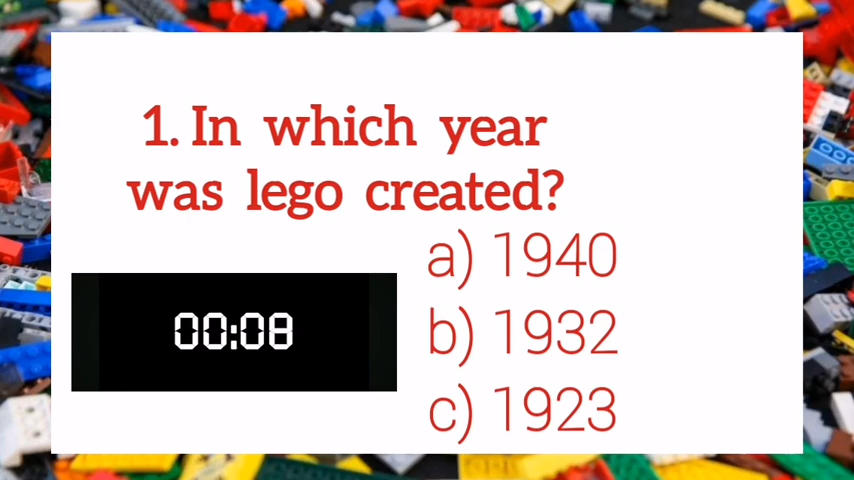 1. In which year
was lego created?
a) 1940
b) 1932
c) 1923
00:08